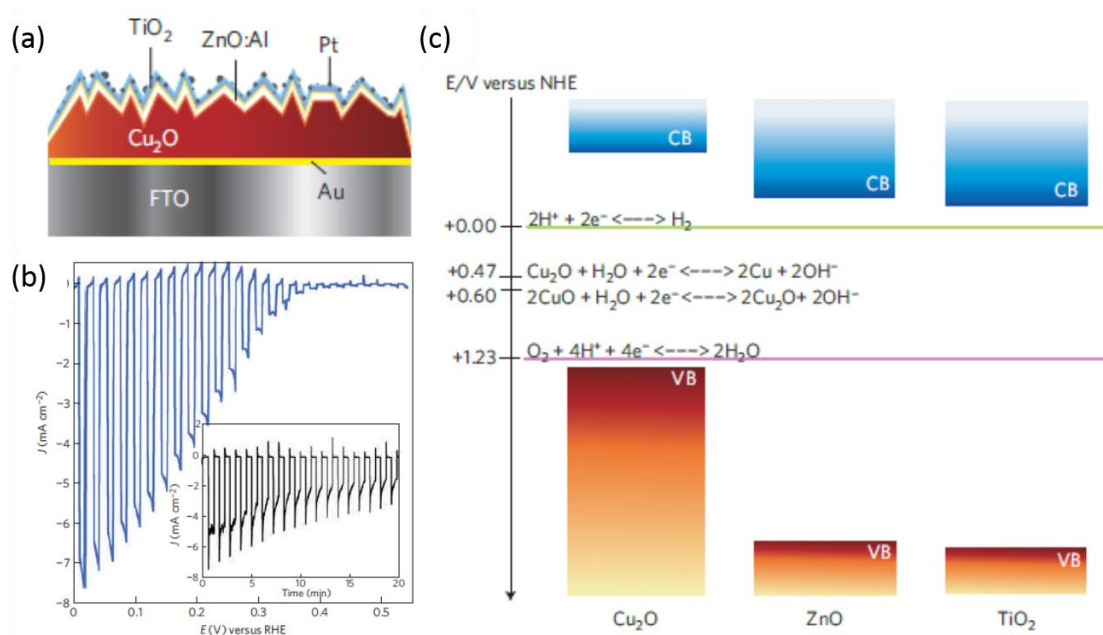 (a)
TiO₂
ZnO:Al
Pt
Cu₂O
Au
FTO
(b)
0
−1
−2
−3
−4
−5
−6
−7
−8
J (mA cm⁻²)
0
0.1
0.2
0.3
0.4
0.5
E (V) versus RHE
2
0
−2
−4
−6
−8
J (mA cm⁻²)
0
5
10
15
20
Time (min)
(c)
E/V versus NHE
CB
CB
CB
+0.00
2H⁺ + 2e⁻ <---> H₂
+0.47
Cu₂O + H₂O + 2e⁻ <---> 2Cu + 2OH⁻
+0.60
2CuO + H₂O + 2e⁻ <---> 2Cu₂O+ 2OH⁻
+1.23
O₂ + 4H⁺ + 4e⁻ <---> 2H₂O
VB
VB
VB
Cu₂O
ZnO
TiO₂